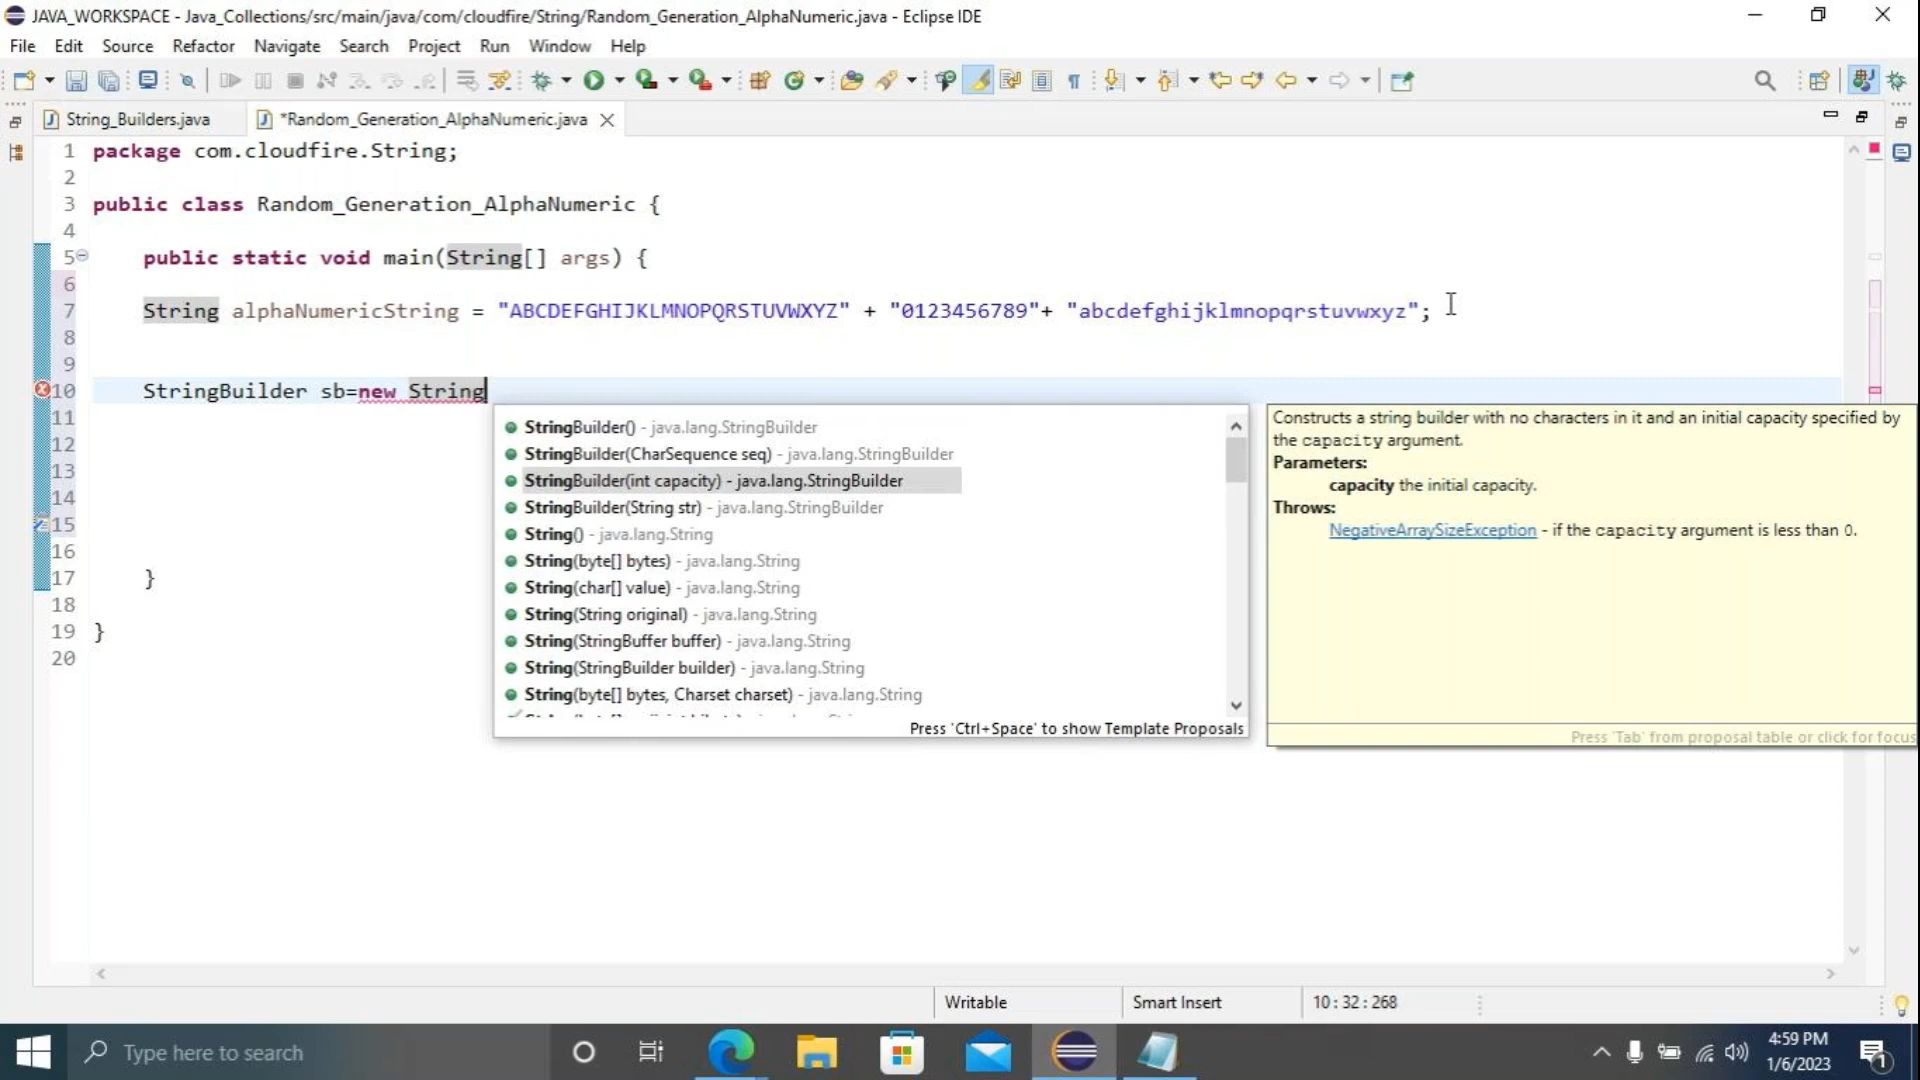 JAVA_WORKSPACE - Java_Collections/src/main/java/com/cloudfire/String/Random_Generation_AlphaNumeric.java - Eclipse IDE
File Edit Source Refactor Navigate Search Project Run Window Help
String_Builders.java *Random_Generation_AlphaNumeric.java
1 package com.cloudfire.String;
2
3 public class Random_Generation_AlphaNumeric {
4
5 public static void main(String[] args) {
6
7 String alphaNumericString = "ABCDEFGHIJKLMNOPQRSTUVWXYZ" + "0123456789"+ "abcdefghijklmnopqrstuvwxyz";
8
9
10 StringBuilder sb=new String
11
12
13
14
15
16
17 }
18
19 }
20
StringBuilder() - java.lang.StringBuilder
StringBuilder(CharSequence seq) - java.lang.StringBuilder
StringBuilder(int capacity) - java.lang.StringBuilder
StringBuilder(String str) - java.lang.StringBuilder
String() - java.lang.String
String(byte[] bytes) - java.lang.String
String(char[] value) - java.lang.String
String(String original) - java.lang.String
String(StringBuffer buffer) - java.lang.String
String(StringBuilder builder) - java.lang.String
String(byte[] bytes, Charset charset) - java.lang.String
Press 'Ctrl+Space' to show Template Proposals
Constructs a string builder with no characters in it and an initial capacity specified by
the capacity argument.
Parameters:
capacity the initial capacity.
Throws:
NegativeArraySizeException - if the capacity argument is less than 0.
Press 'Tab' from proposal table or click for focus
Writable Smart Insert 10 : 32 : 268
Type here to search
4:59 PM
1/6/2023
1